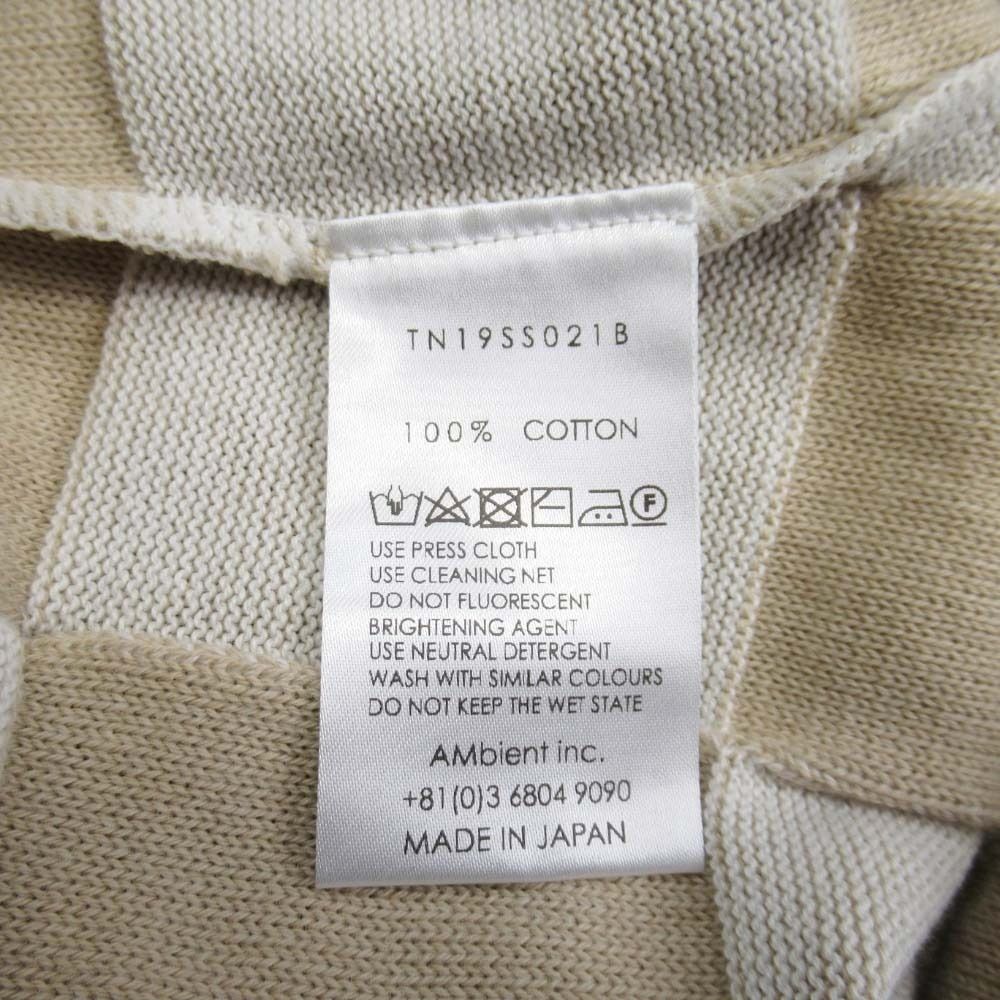 TN19SS021B
100% COTTON
F
USE PRESS CLOTH
USE CLEANING NET
DO NOT FLUORESCENT
BRIGHTENING AGENT
USE NEUTRAL DETERGENT
WASH WITH SIMILAR COLOURS
DO NOT KEEP THE WET STATE
AMbient inc.
+81(0)3 6804 9090
MADE IN JAPAN